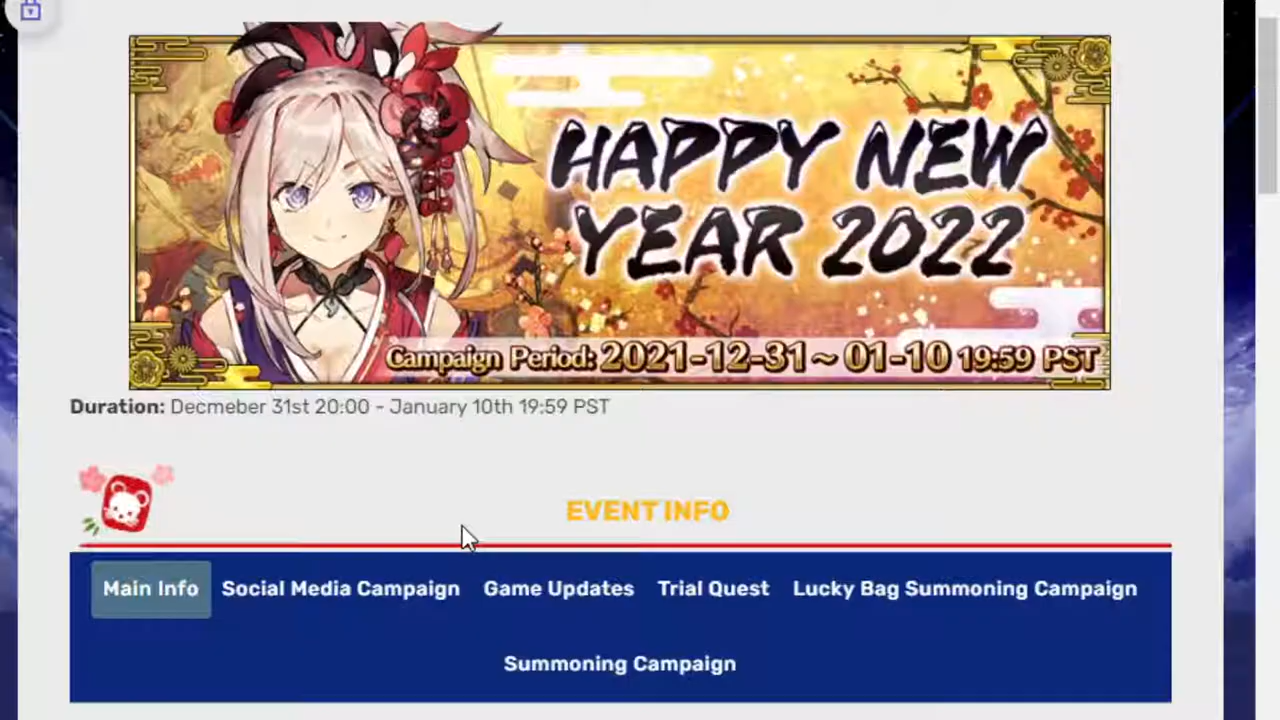 HAPPY NEW
YEAR 2022
Campaign Period: 2021-12-31 ~ 01-10 19:59 PST
Duration: Decmeber 31st 20:00 - January 10th 19:59 PST
EVENT INFO
Main Info Social Media Campaign Game Updates Trial Quest Lucky Bag Summoning Campaign
Summoning Campaign